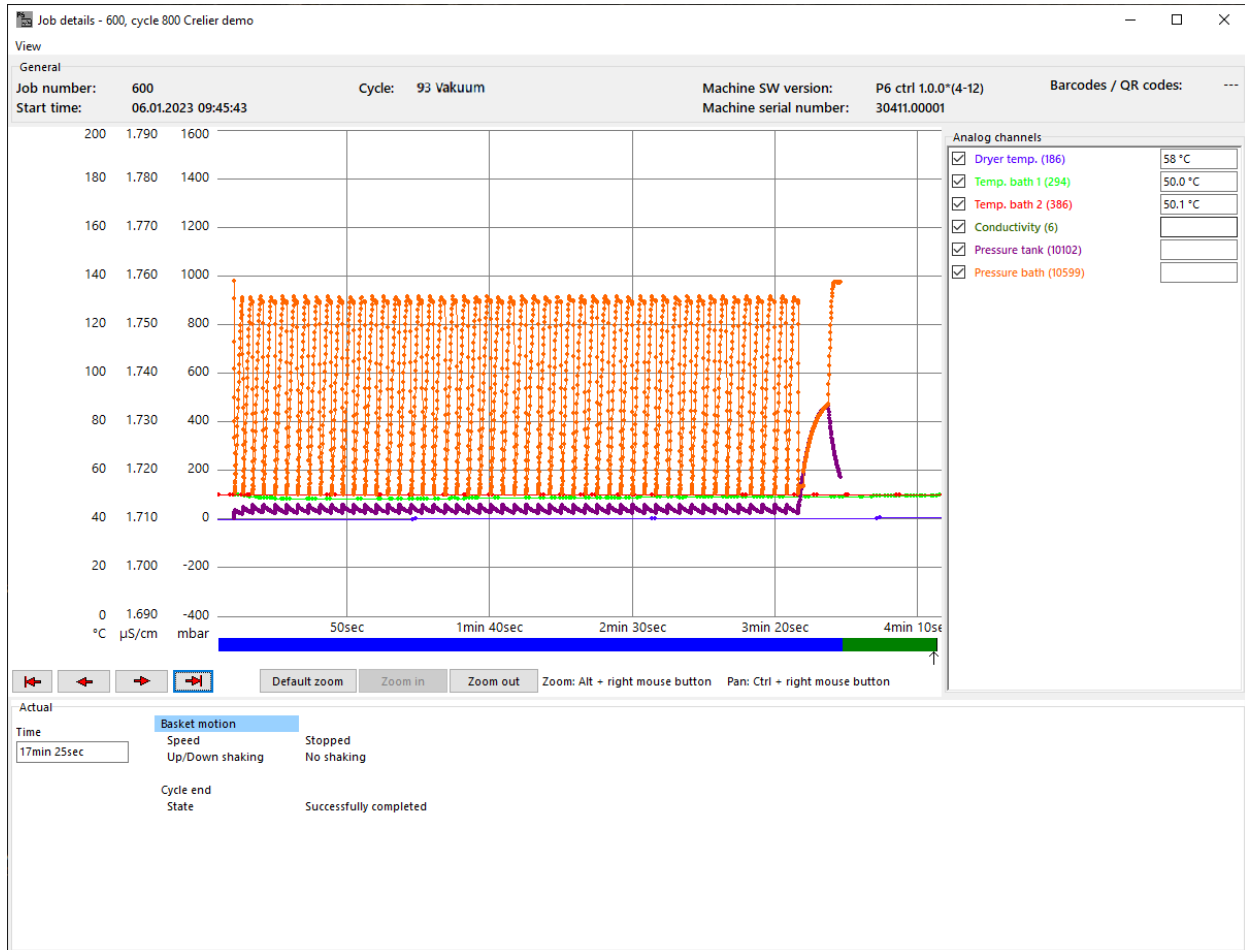 Job details - 600, cycle 800 Crelier demo
View
General
Job number: 600 Cycle: 93 Vakuum Machine SW version: P6 ctrl 1.0.0*(4-12) Barcodes / QR codes: ---
Start time: 06.01.2023 09:45:43 Machine serial number: 30411.00001
200 1.790 1600
180 1.780 1400
160 1.770 1200
140 1.760 1000
120 1.750 800
100 1.740 600
80 1.730 400
60 1.720 200
40 1.710 0
20 1.700 -200
0 1.690 -400
°C µS/cm mbar
50sec 1min 40sec 2min 30sec 3min 20sec 4min 10se
Analog channels
Dryer temp. (186) 58 °C
Temp. bath 1 (294) 50.0 °C
Temp. bath 2 (386) 50.1 °C
Conductivity (6)
Pressure tank (10102)
Pressure bath (10599)
Default zoom Zoom in Zoom out Zoom: Alt + right mouse button Pan: Ctrl + right mouse button
Actual
Time
17min 25sec
Basket motion
Speed Stopped
Up/Down shaking No shaking
Cycle end
State Successfully completed